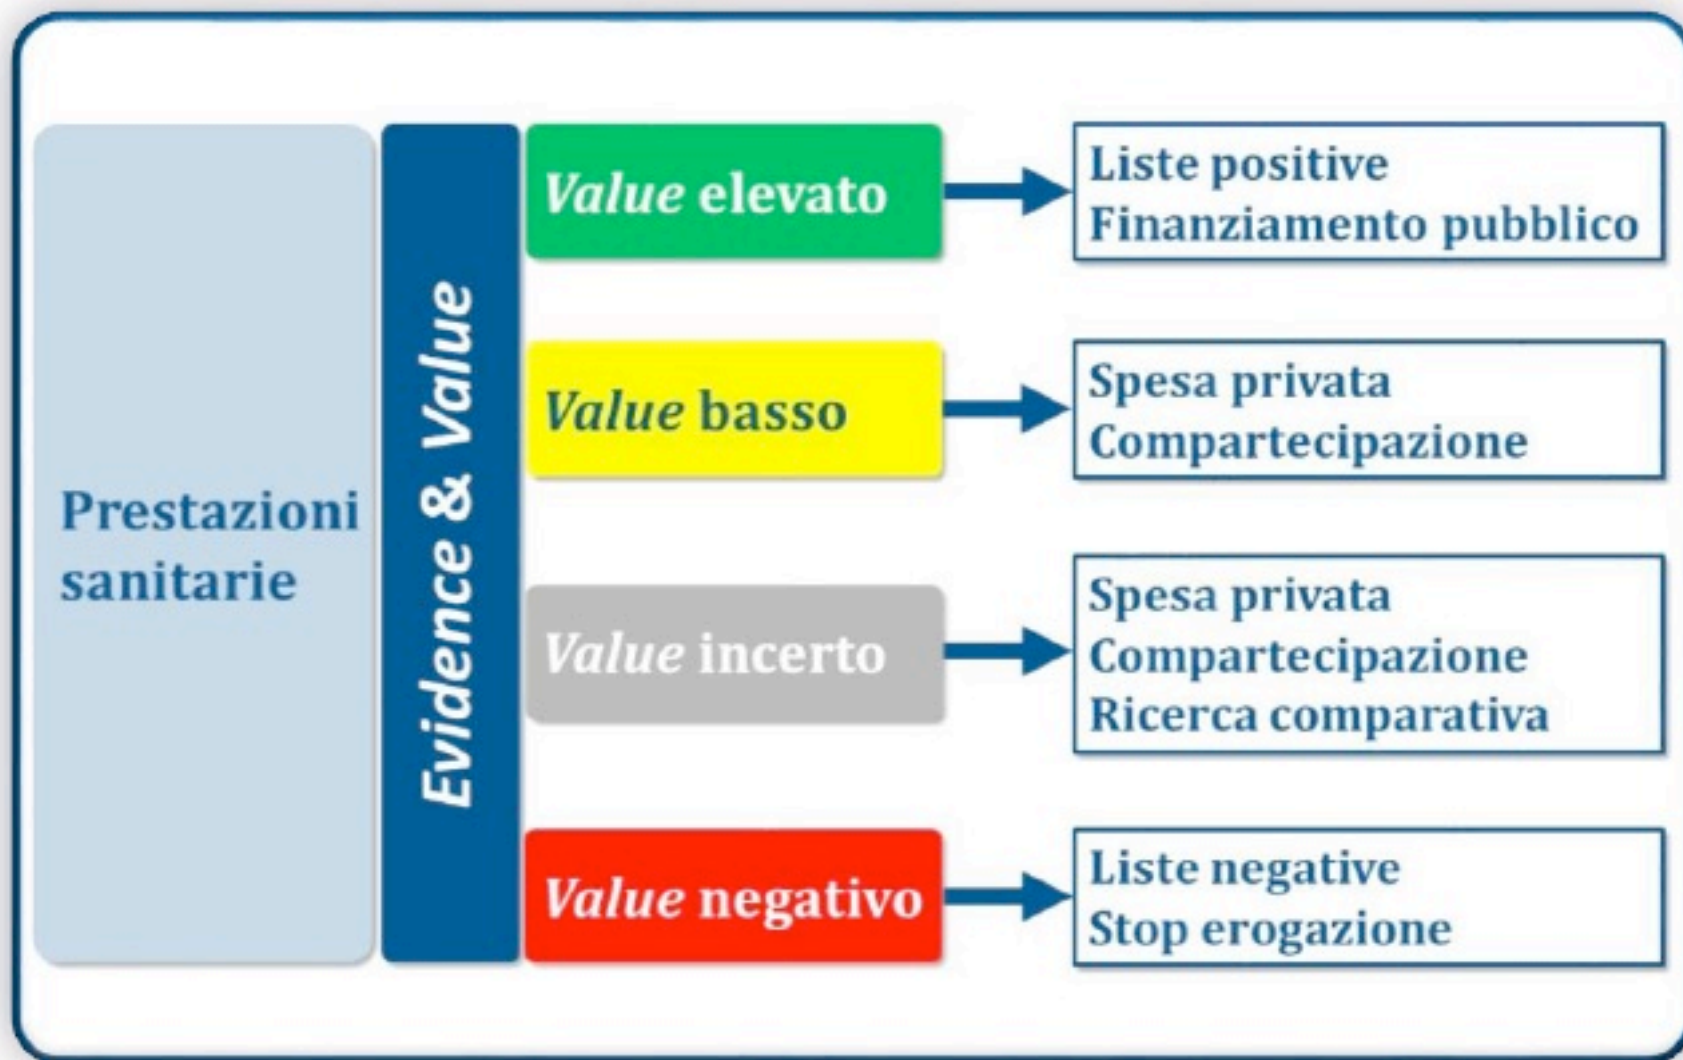 Prestazioni
sanitarie
Evidence & Value
Value elevato
Liste positive
Finanziamento pubblico
Value basso
Spesa privata
Compartecipazione
Value incerto
Spesa privata
Compartecipazione
Ricerca comparativa
Value negativo
Liste negative
Stop erogazione